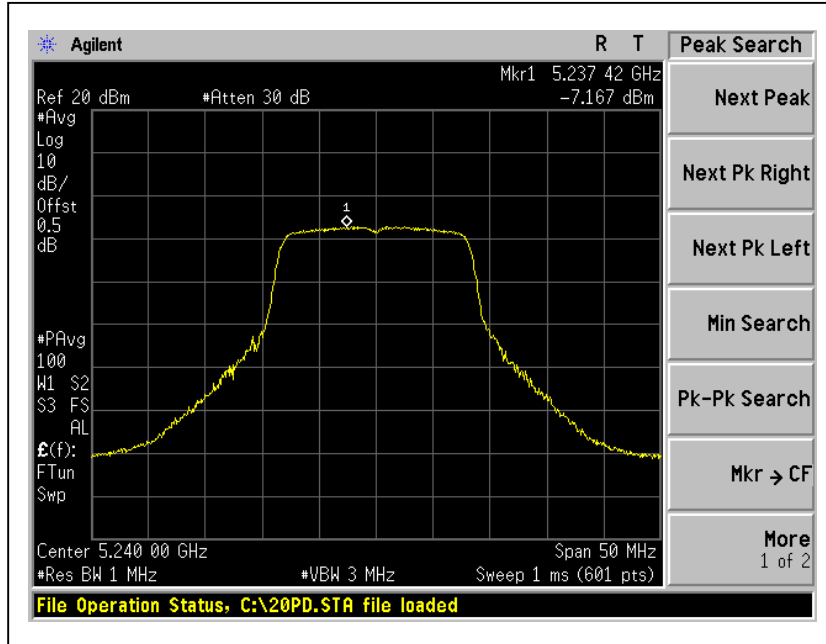 Agilent R T Peak Search
Mkr1 5.237 42 GHz
Ref 20 dBm #Atten 30 dB -7.167 dBm
#Avg
Log
10
dB/
Offst
0.5
dB
1
#PAvg
100
W1 S2
S3 FS
AL
£(f):
FTun
Swp
Center 5.240 00 GHz Span 50 MHz
#Res BW 1 MHz #VBW 3 MHz Sweep 1 ms (601 pts)
File Operation Status, C:\20PD.STA file loaded
Next Peak
Next Pk Right
Next Pk Left
Min Search
Pk-Pk Search
Mkr → CF
More
1 of 2